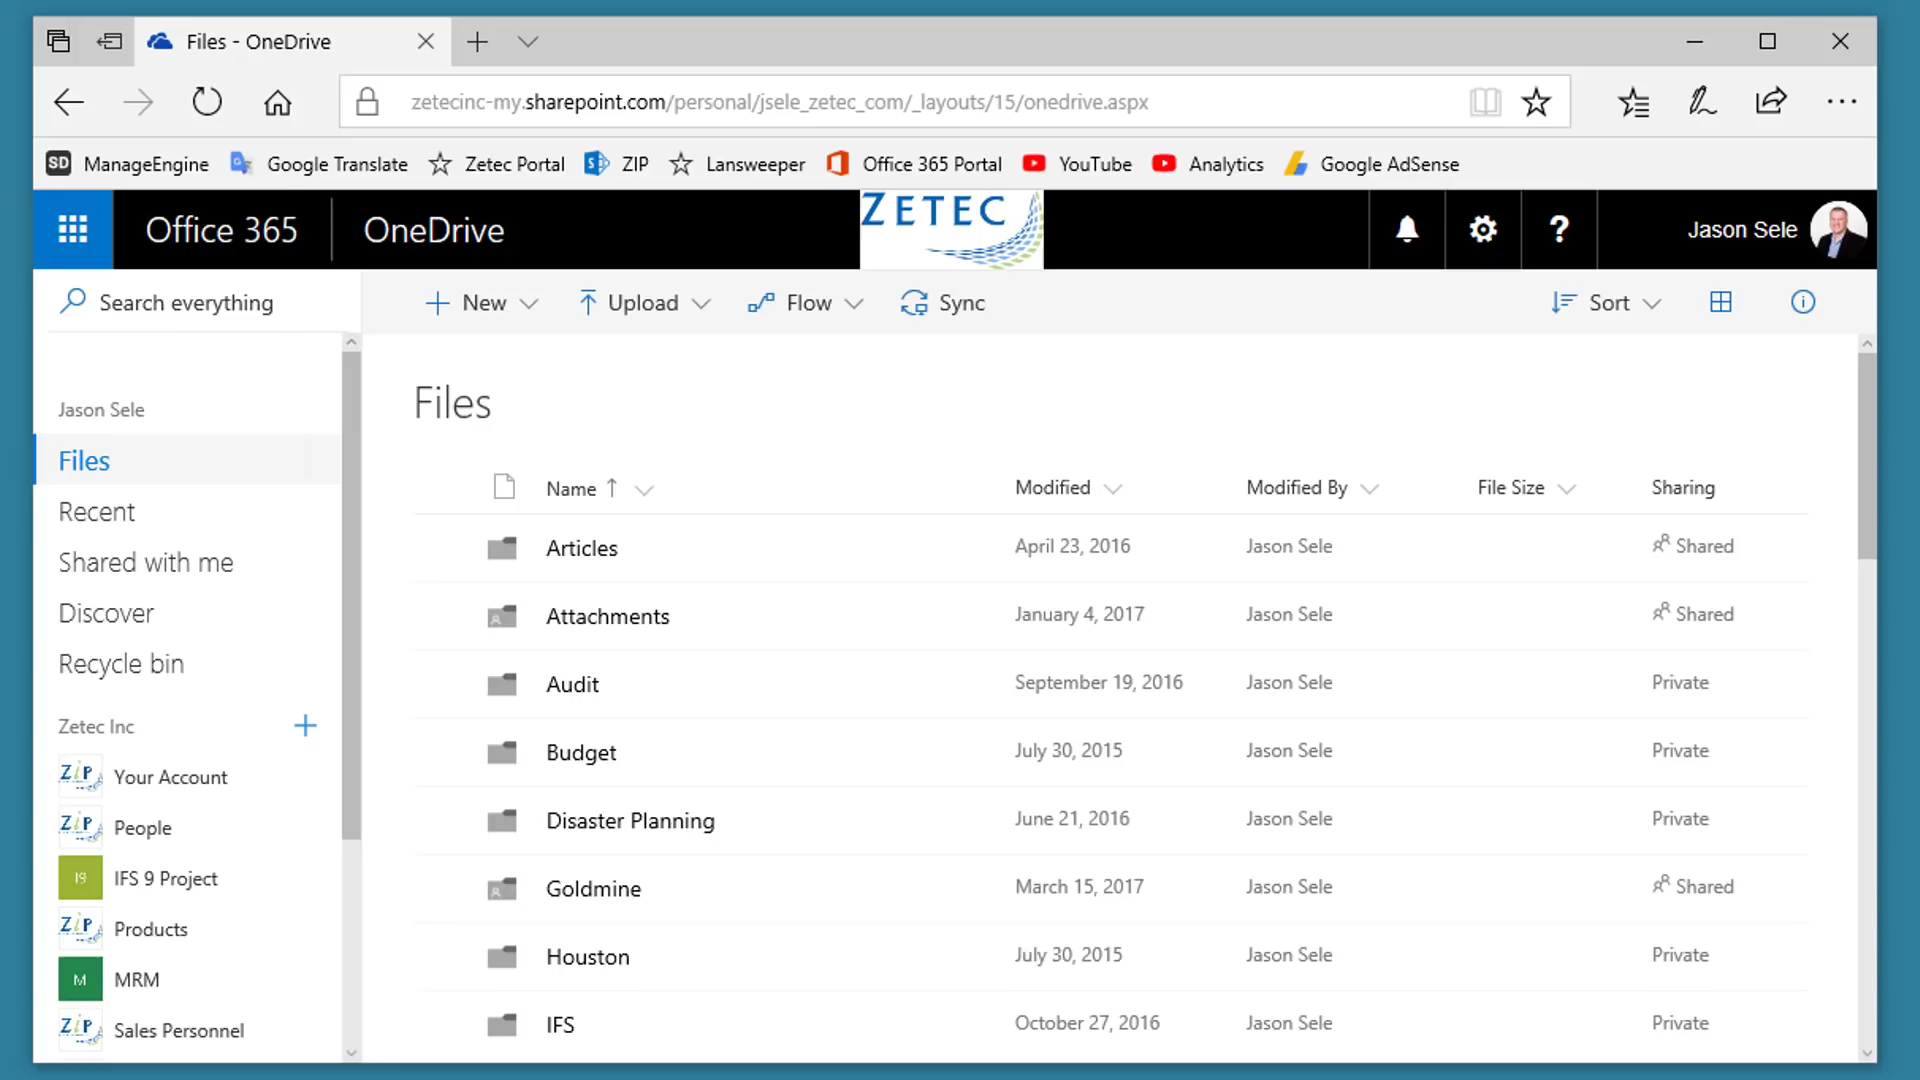 Files - OneDrive
zetecinc-my.sharepoint.com/personal/jsele_zetec_com/_layouts/15/onedrive.aspx
SD ManageEngine Google Translate Zetec Portal ZIP Lansweeper Office 365 Portal YouTube Analytics Google AdSense
Office 365 OneDrive ZETEC ? Jason Sele
Search everything New Upload Flow Sync Sort
Files
Jason Sele
Files
Recent
Shared with me
Discover
Recycle bin
Zetec Inc
ZiP Your Account
ZiP People
I9 IFS 9 Project
ZiP Products
M MRM
ZiP Sales Personnel
Name Modified Modified By File Size Sharing
Articles April 23, 2016 Jason Sele Shared
Attachments January 4, 2017 Jason Sele Shared
Audit September 19, 2016 Jason Sele Private
Budget July 30, 2015 Jason Sele Private
Disaster Planning June 21, 2016 Jason Sele Private
Goldmine March 15, 2017 Jason Sele Shared
Houston July 30, 2015 Jason Sele Private
IFS October 27, 2016 Jason Sele Private